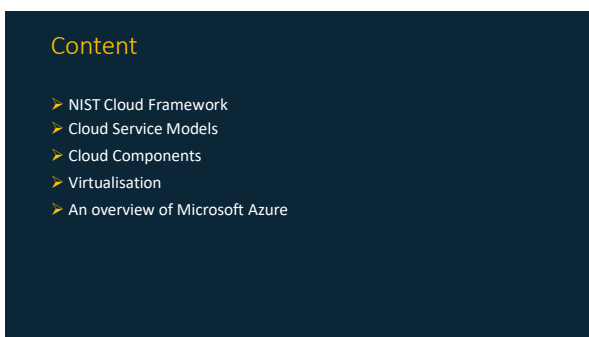 Content
➢ NIST Cloud Framework
➢ Cloud Service Models
➢ Cloud Components
➢ Virtualisation
➢ An overview of Microsoft Azure